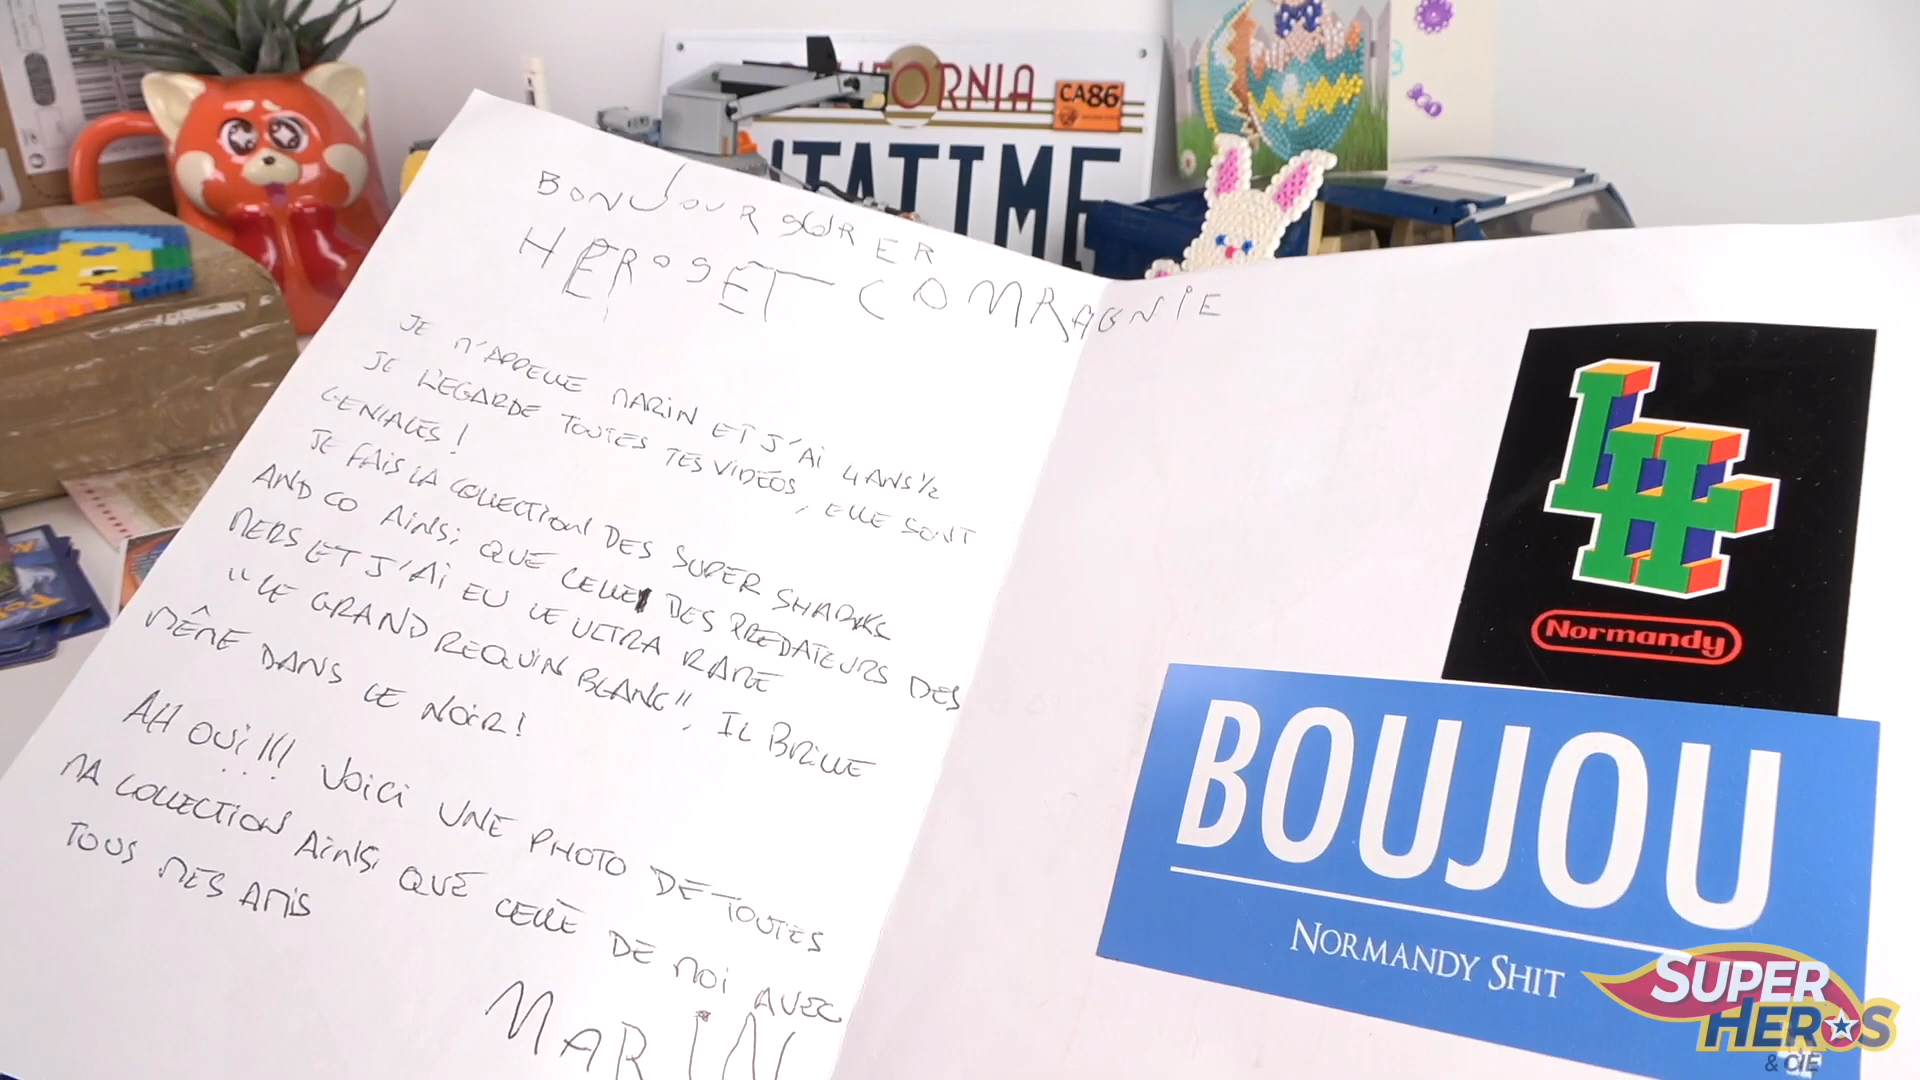 CALIFORNIA
CA86
BONJOUR SUPER
HEROS ET COMPAGNIE
JE M'APPELLE MARIN ET J'AI 4 ANS 1/2
JE REGARDE TOUTES TES VIDÉOS, ELLE SONT
GENIALES !
JE FAIS LA COLLECTION DES SUPER SHARKS
AND CO AINSI QUE CELLE DES PREDATEURS DES
MERS ET J'AI EU LE ULTRA RARE
"LE GRAND REQUIN BLANC", IL BRILLE
MÊME DANS LE NOIR !
AH OUI !!! VOICI UNE PHOTO DE TOUTES
MA COLLECTION AINSI QUE CELLE DE MOI AVEC
TOUS MES AMIS
MARIN
LH
Normandy
BOUJOU
NORMANDY SHIT
SUPER
HEROS
& CIE